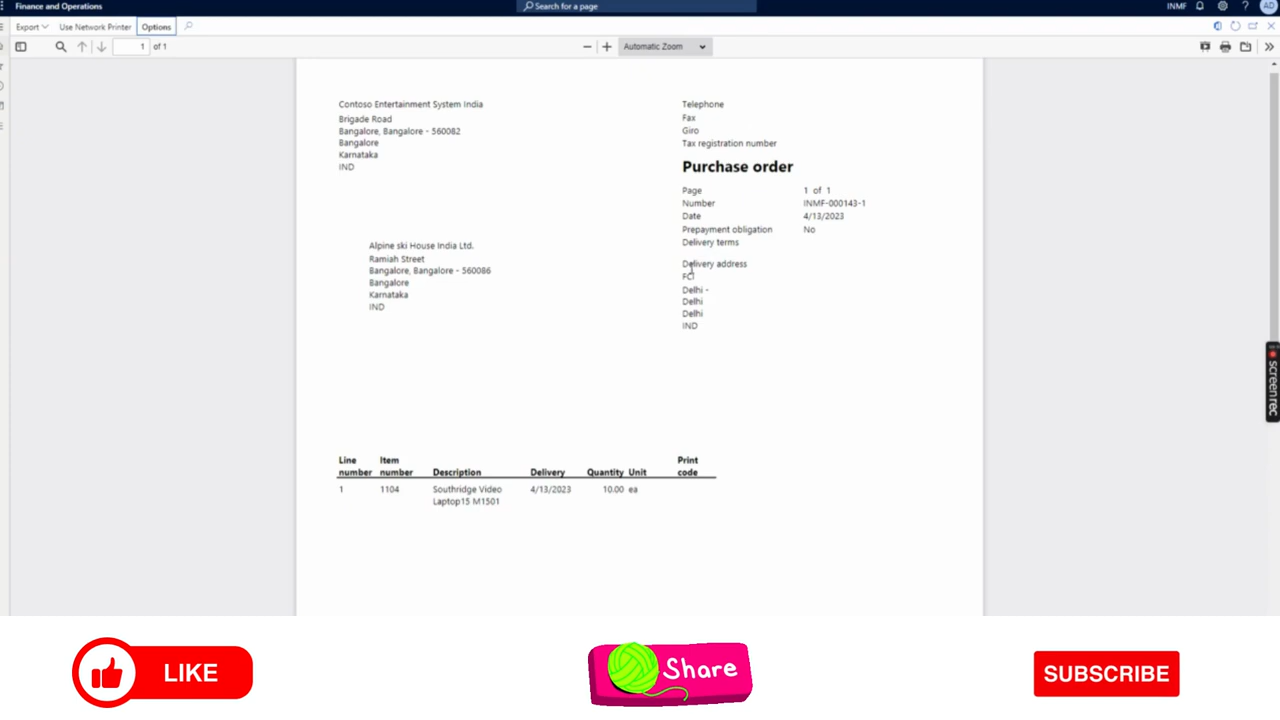 Finance and Operations
Search for a page
INMF
?
AD
Export
Use Network Printer
Options
1 of 1
Automatic Zoom
Contoso Entertainment System India
Brigade Road
Bangalore, Bangalore - 560082
Bangalore
Karnataka
IND
Telephone
Fax
Giro
Tax registration number
Purchase order
Page 1 of 1
Number INMF-000143-1
Date 4/13/2023
Prepayment obligation No
Delivery terms
Alpine ski House India Ltd.
Ramiah Street
Bangalore, Bangalore - 560086
Bangalore
Karnataka
IND
Delivery address
FCI
Delhi -
Delhi
Delhi
IND
Line number Item number Description Delivery Quantity Unit Print code
1 1104 Southridge Video 4/13/2023 10.00 ea
Laptop15 M1501
screenrec
LIKE
Share
SUBSCRIBE